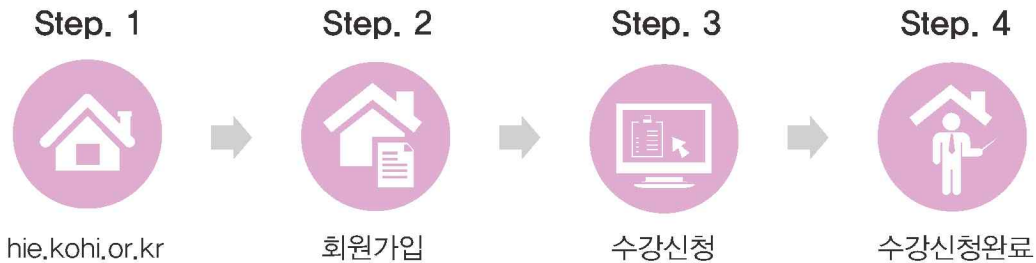 Step. 1
Step. 2
Step. 3
Step. 4
hie.kohi.or.kr
회원가입
수강신청
수강신청완료